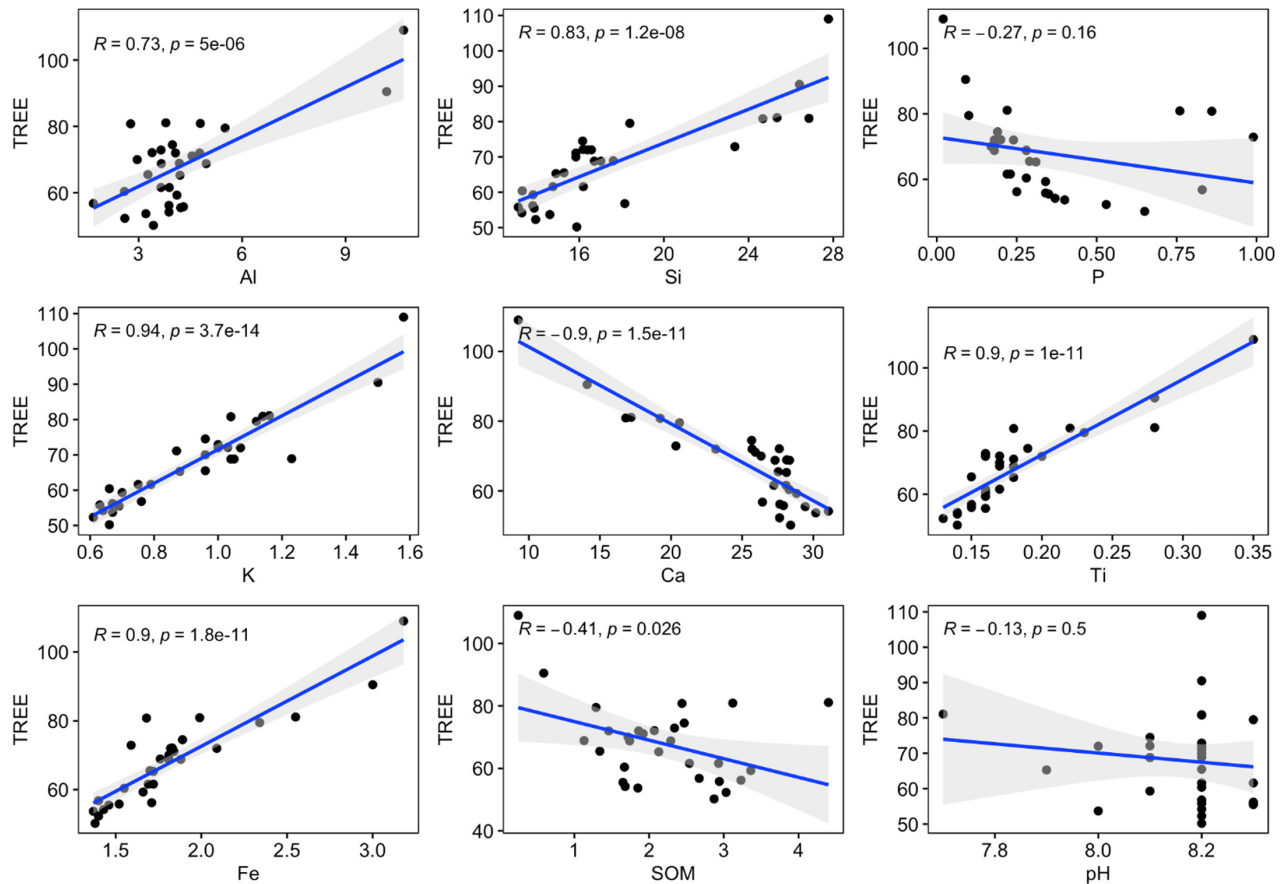 R = 0.73, p = 5e-06
TREE
100
80
60
3
6
9
Al
R = 0.83, p = 1.2e-08
TREE
110
100
90
80
70
60
50
16
20
24
28
Si
R = −0.27, p = 0.16
TREE
100
80
60
0.00
0.25
0.50
0.75
1.00
P
R = 0.94, p = 3.7e-14
TREE
110
100
90
80
70
60
50
0.6
0.8
1.0
1.2
1.4
1.6
K
R = −0.9, p = 1.5e-11
TREE
100
80
60
10
15
20
25
30
Ca
R = 0.9, p = 1e-11
TREE
100
80
60
0.15
0.20
0.25
0.30
0.35
Ti
R = 0.9, p = 1.8e-11
TREE
100
80
60
1.5
2.0
2.5
3.0
Fe
R = −0.41, p = 0.026
TREE
100
80
60
40
1
2
3
4
SOM
R = −0.13, p = 0.5
TREE
110
100
90
80
70
60
50
7.8
8.0
8.2
pH